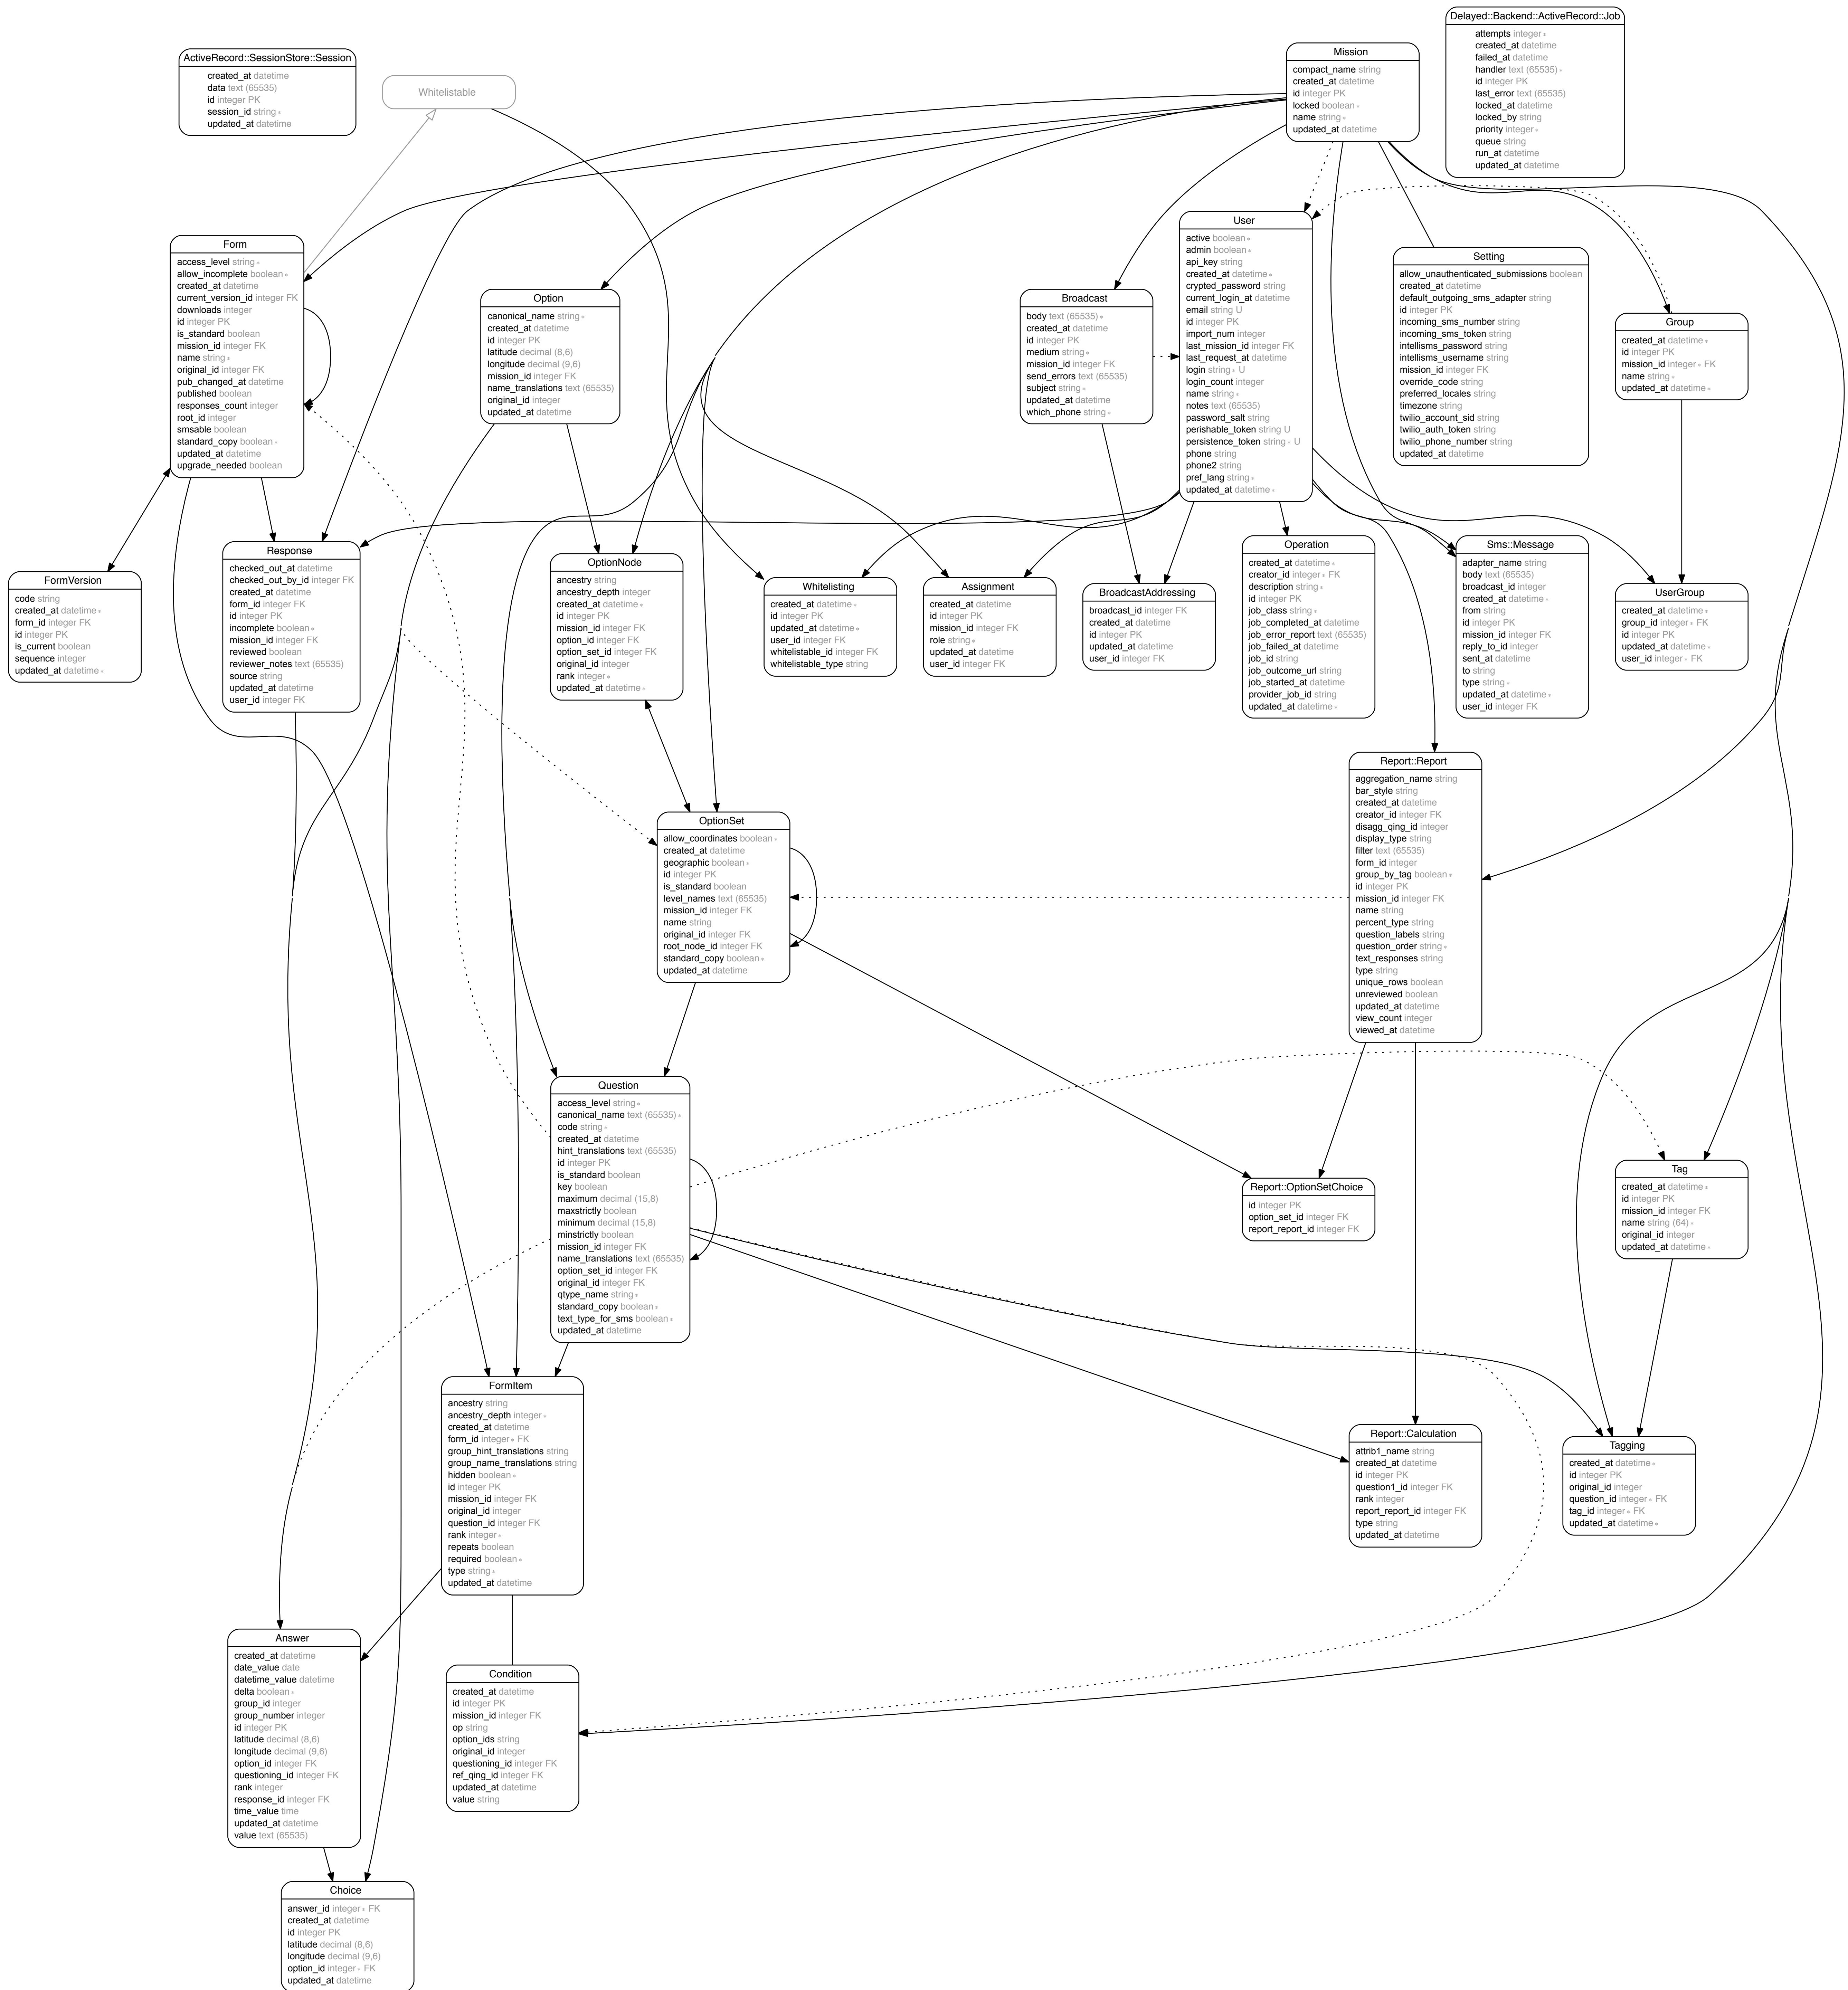 Delayed::Backend::ActiveRecord::Job
attempts integer ∗
created_at datetime
failed_at datetime
handler text (65535) ∗
id integer PK
last_error text (65535)
locked_at datetime
locked_by string
priority integer ∗
queue string
run_at datetime
updated_at datetime
ActiveRecord::SessionStore::Session
created_at datetime
data text (65535)
id integer PK
session_id string ∗
updated_at datetime
Whitelistable
Mission
compact_name string
created_at datetime
id integer PK
locked boolean ∗
name string ∗
updated_at datetime
Form
access_level string ∗
allow_incomplete boolean ∗
created_at datetime
current_version_id integer FK
downloads integer
id integer PK
is_standard boolean
mission_id integer FK
name string ∗
original_id integer FK
pub_changed_at datetime
published boolean
responses_count integer
root_id integer
smsable boolean
standard_copy boolean ∗
updated_at datetime
upgrade_needed boolean
Option
canonical_name string ∗
created_at datetime
id integer PK
latitude decimal (8,6)
longitude decimal (9,6)
mission_id integer FK
name_translations text (65535)
original_id integer
updated_at datetime
Broadcast
body text (65535) ∗
created_at datetime
id integer PK
medium string ∗
mission_id integer FK
send_errors text (65535)
subject string ∗
updated_at datetime
which_phone string ∗
User
active boolean ∗
admin boolean ∗
api_key string
created_at datetime ∗
crypted_password string
current_login_at datetime
email string U
id integer PK
import_num integer
last_mission_id integer FK
last_request_at datetime
login string ∗ U
login_count integer
name string ∗
notes text (65535)
password_salt string
perishable_token string U
persistence_token string ∗ U
phone string
phone2 string
pref_lang string ∗
updated_at datetime ∗
Setting
allow_unauthenticated_submissions boolean
created_at datetime
default_outgoing_sms_adapter string
id integer PK
incoming_sms_number string
incoming_sms_token string
intellisms_password string
intellisms_username string
mission_id integer FK
override_code string
preferred_locales string
timezone string
twilio_account_sid string
twilio_auth_token string
twilio_phone_number string
updated_at datetime
Group
created_at datetime ∗
id integer PK
mission_id integer ∗ FK
name string ∗
updated_at datetime ∗
FormVersion
code string
created_at datetime ∗
form_id integer FK
id integer PK
is_current boolean
sequence integer
updated_at datetime ∗
Response
checked_out_at datetime
checked_out_by_id integer FK
created_at datetime
form_id integer FK
id integer PK
incomplete boolean ∗
mission_id integer FK
reviewed boolean
reviewer_notes text (65535)
source string
updated_at datetime
user_id integer FK
OptionNode
ancestry string
ancestry_depth integer
created_at datetime ∗
id integer PK
mission_id integer FK
option_id integer FK
option_set_id integer FK
original_id integer
rank integer ∗
updated_at datetime ∗
Whitelisting
created_at datetime ∗
id integer PK
updated_at datetime ∗
user_id integer FK
whitelistable_id integer FK
whitelistable_type string
Assignment
created_at datetime
id integer PK
mission_id integer FK
role string ∗
updated_at datetime
user_id integer FK
BroadcastAddressing
broadcast_id integer FK
created_at datetime
id integer PK
updated_at datetime
user_id integer FK
Operation
created_at datetime ∗
creator_id integer ∗ FK
description string ∗
id integer PK
job_class string ∗
job_completed_at datetime
job_error_report text (65535)
job_failed_at datetime
job_id string
job_outcome_url string
job_started_at datetime
provider_job_id string
updated_at datetime ∗
Sms::Message
adapter_name string
body text (65535)
broadcast_id integer
created_at datetime ∗
from string
id integer PK
mission_id integer FK
reply_to_id integer
sent_at datetime
to string
type string ∗
updated_at datetime ∗
user_id integer FK
UserGroup
created_at datetime ∗
group_id integer ∗ FK
id integer PK
updated_at datetime ∗
user_id integer ∗ FK
OptionSet
allow_coordinates boolean ∗
created_at datetime
geographic boolean ∗
id integer PK
is_standard boolean
level_names text (65535)
mission_id integer FK
name string
original_id integer FK
root_node_id integer FK
standard_copy boolean ∗
updated_at datetime
Report::Report
aggregation_name string
bar_style string
created_at datetime
creator_id integer FK
disagg_qing_id integer
display_type string
filter text (65535)
form_id integer
group_by_tag boolean ∗
id integer PK
mission_id integer FK
name string
percent_type string
question_labels string
question_order string ∗
text_responses string
type string
unique_rows boolean
unreviewed boolean
updated_at datetime
view_count integer
viewed_at datetime
Question
access_level string ∗
canonical_name text (65535) ∗
code string ∗
created_at datetime
hint_translations text (65535)
id integer PK
is_standard boolean
key boolean
maximum decimal (15,8)
maxstrictly boolean
minimum decimal (15,8)
minstrictly boolean
mission_id integer FK
name_translations text (65535)
option_set_id integer FK
original_id integer FK
qtype_name string ∗
standard_copy boolean ∗
text_type_for_sms boolean ∗
updated_at datetime
Report::OptionSetChoice
id integer PK
option_set_id integer FK
report_report_id integer FK
Tag
created_at datetime ∗
id integer PK
mission_id integer FK
name string (64) ∗
original_id integer
updated_at datetime ∗
FormItem
ancestry string
ancestry_depth integer ∗
created_at datetime
form_id integer ∗ FK
group_hint_translations string
group_name_translations string
hidden boolean ∗
id integer PK
mission_id integer FK
original_id integer
question_id integer FK
rank integer ∗
repeats boolean
required boolean ∗
type string ∗
updated_at datetime
Report::Calculation
attrib1_name string
created_at datetime
id integer PK
question1_id integer FK
rank integer
report_report_id integer FK
type string
updated_at datetime
Tagging
created_at datetime ∗
id integer PK
original_id integer
question_id integer ∗ FK
tag_id integer ∗ FK
updated_at datetime ∗
Answer
created_at datetime
date_value date
datetime_value datetime
delta boolean ∗
group_id integer
group_number integer
id integer PK
latitude decimal (8,6)
longitude decimal (9,6)
option_id integer FK
questioning_id integer FK
rank integer
response_id integer FK
time_value time
updated_at datetime
value text (65535)
Condition
created_at datetime
id integer PK
mission_id integer FK
op string
option_ids string
original_id integer
questioning_id integer FK
ref_qing_id integer FK
updated_at datetime
value string
Choice
answer_id integer ∗ FK
created_at datetime
id integer PK
latitude decimal (8,6)
longitude decimal (9,6)
option_id integer ∗ FK
updated_at datetime